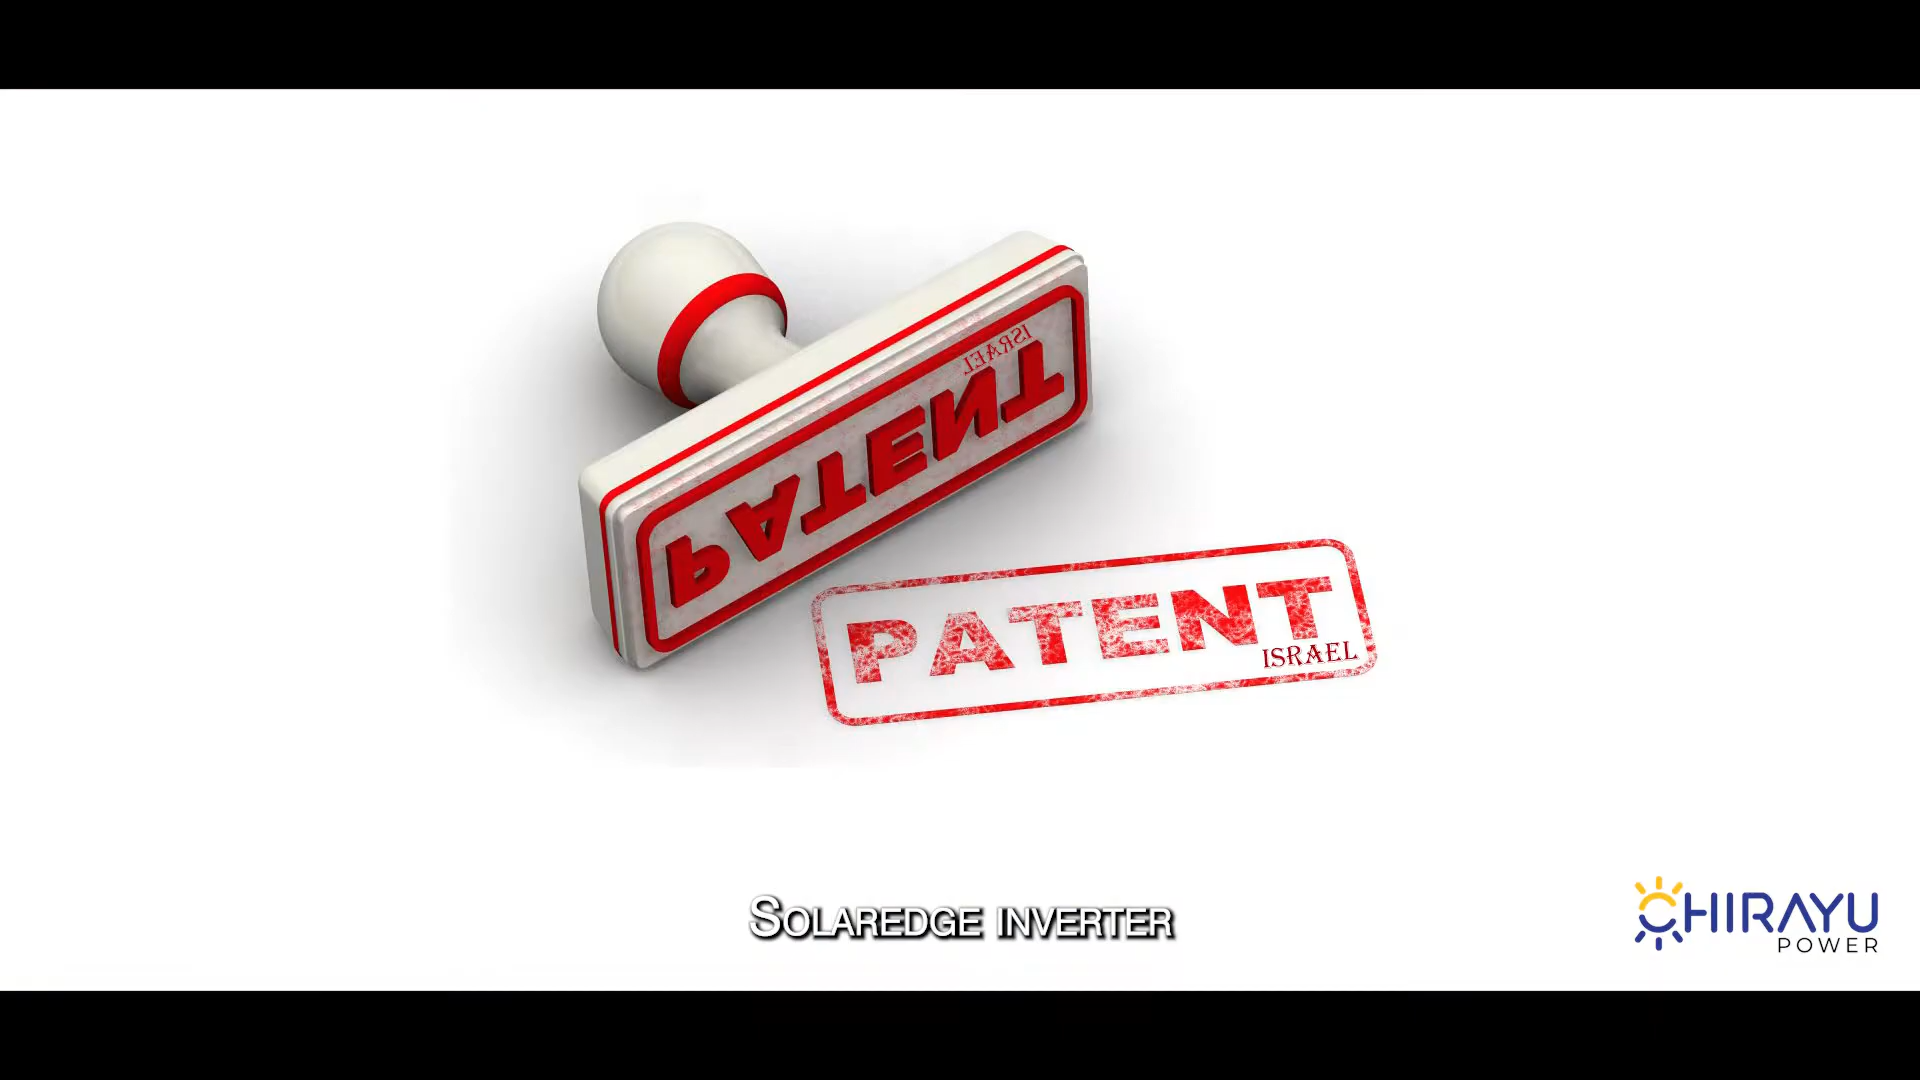 ISRAEL
PATENT
PATENT
ISRAEL
SOLAREDGE INVERTER
CHIRAYU
POWER